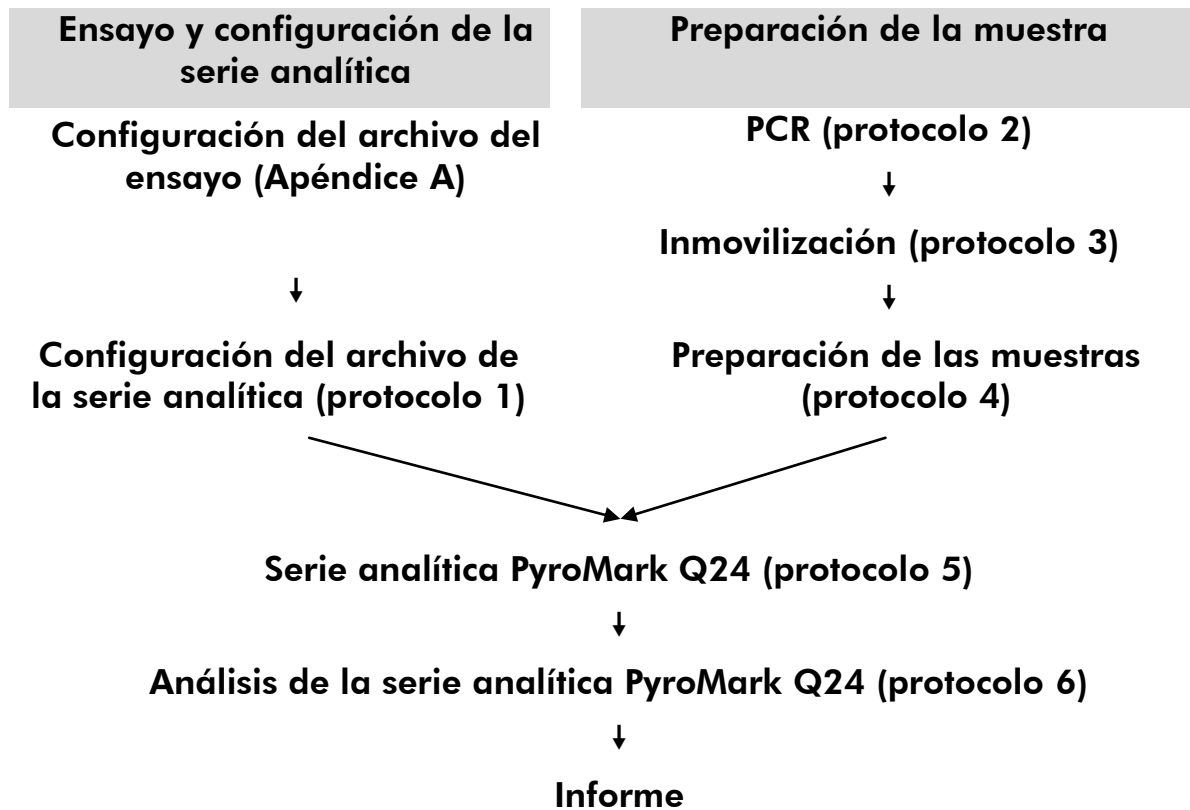 Ensayo y configuración de la
serie analítica
Configuración del archivo del
ensayo (Apéndice A)
Configuración del archivo de
la serie analítica (protocolo 1)
Preparación de la muestra
PCR (protocolo 2)
Inmovilización (protocolo 3)
Preparación de las muestras
(protocolo 4)
Serie analítica PyroMark Q24 (protocolo 5)
Análisis de la serie analítica PyroMark Q24 (protocolo 6)
Informe